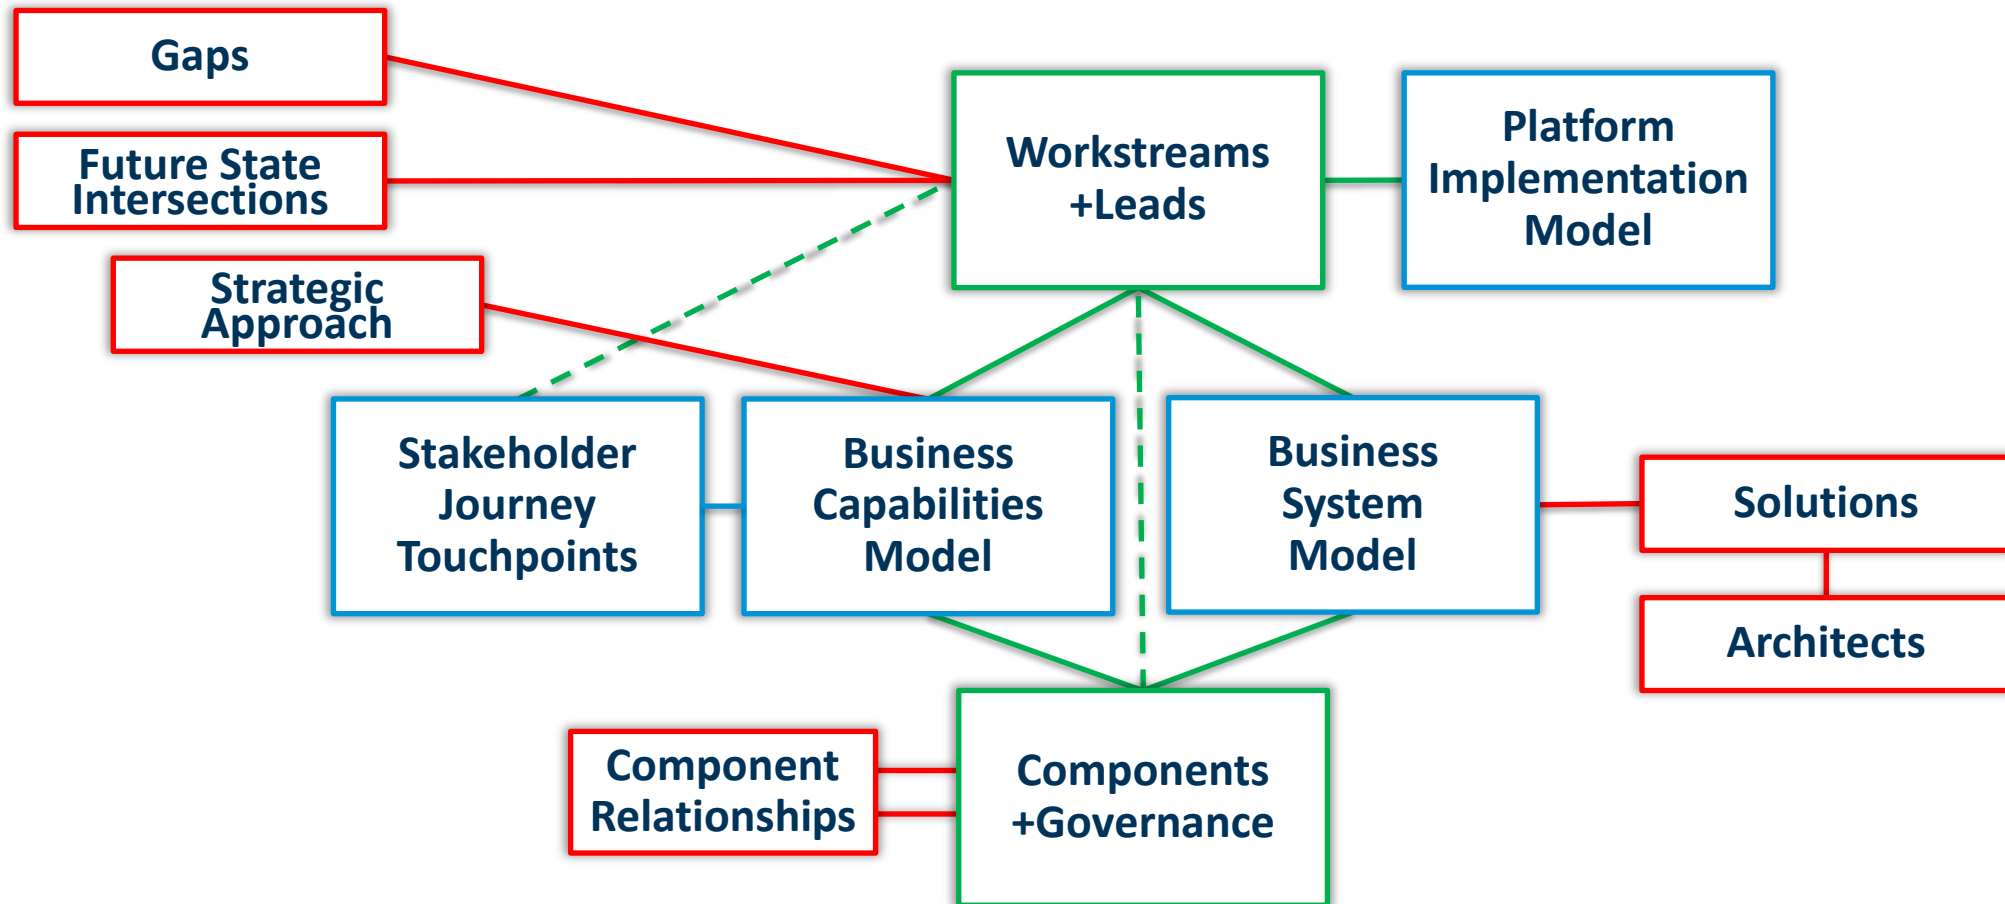 Gaps
Future State
Intersections
Strategic
Approach
Workstreams
+Leads
Platform
Implementation
Model
Stakeholder
Journey
Touchpoints
Business
Capabilities
Model
Business
System
Model
Solutions
Architects
Component
Relationships
Components
+Governance